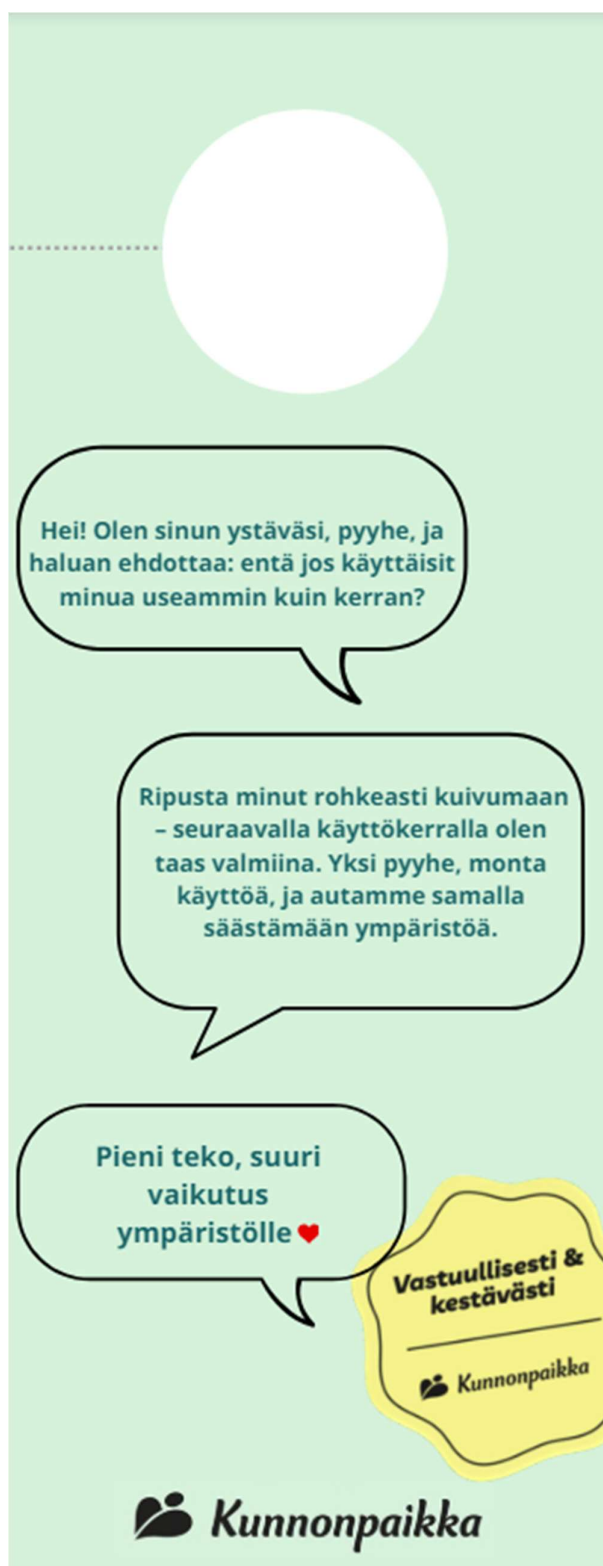 Hei! Olen sinun ystäväsi, pyyhe, ja
haluan ehdottaa: entä jos käyttäisit
minua useammin kuin kerran?
Ripusta minut rohkeasti kuivumaan
– seuraavalla käyttökerralla olen
taas valmiina. Yksi pyyhe, monta
käyttöä, ja autamme samalla
säästämään ympäristöä.
Pieni teko, suuri
vaikutus
ympäristölle ❤
Vastuullisesti &
kestävästi
Kunnonpaikka
Kunnonpaikka